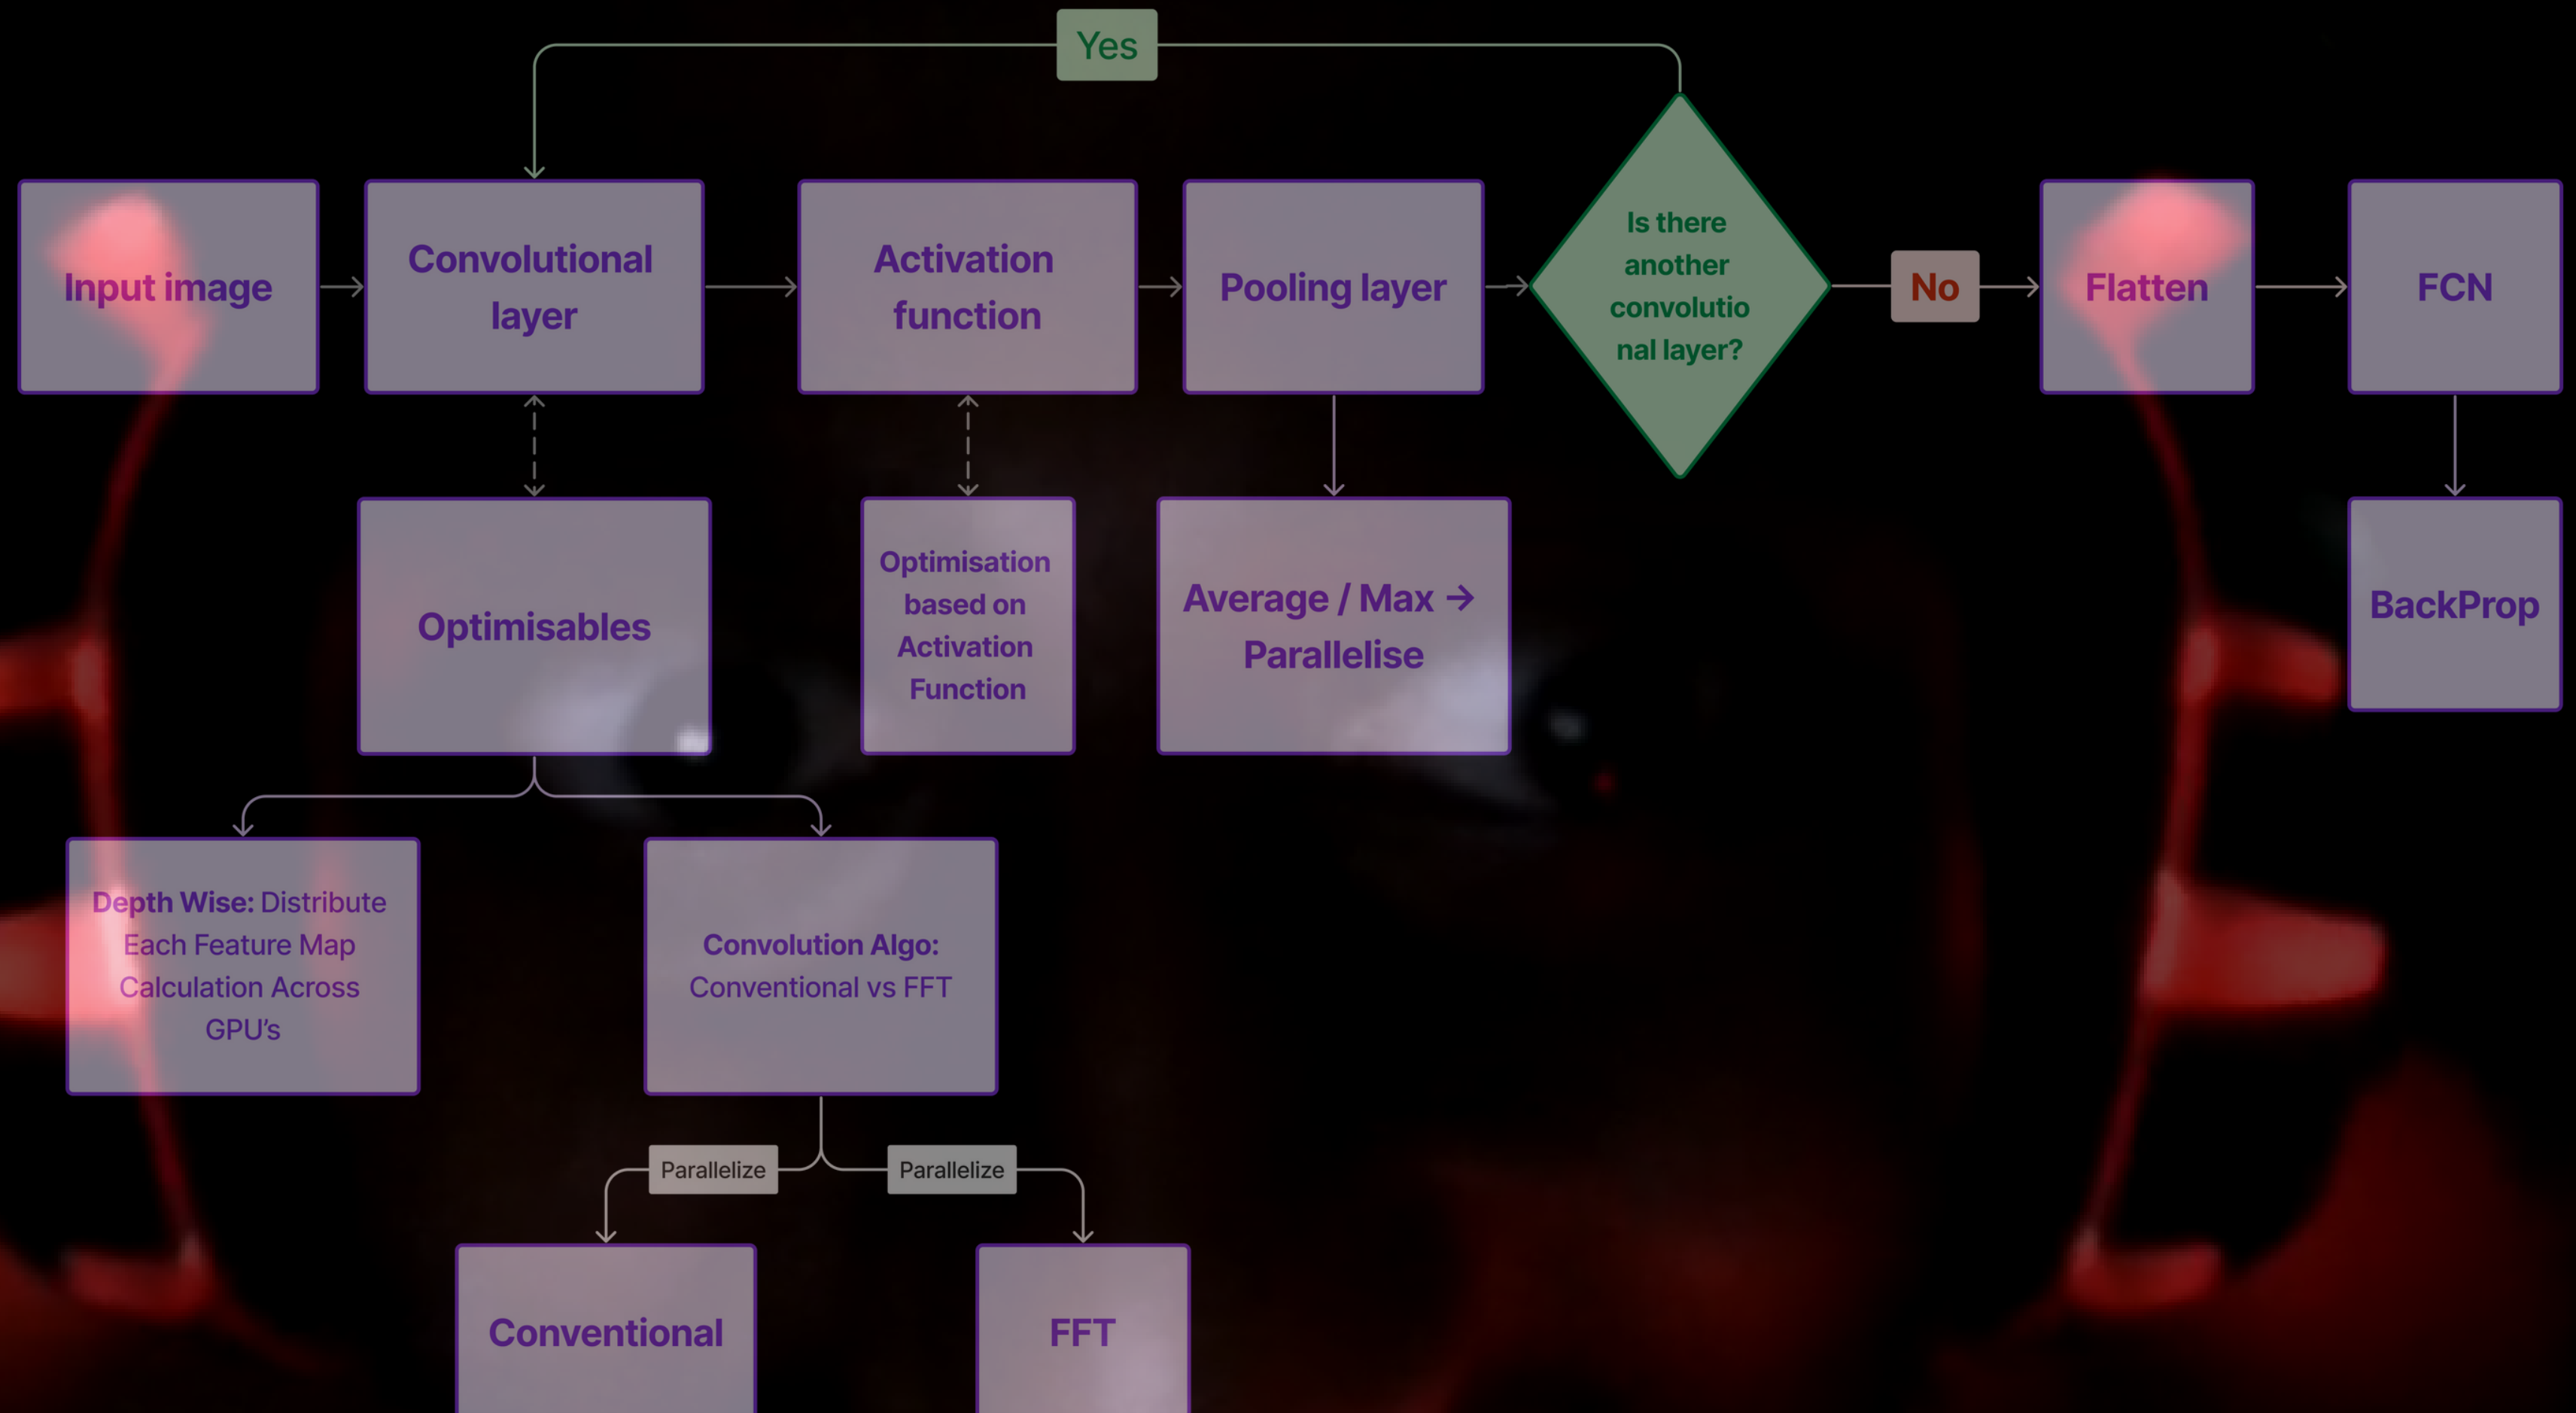 Yes
Input image
Convolutional
layer
Activation
function
Pooling layer
Is there
another
convolutio
nal layer?
No
Flatten
FCN
Optimisables
Optimisation
based on
Activation
Function
Average / Max →
Parallelise
BackProp
Depth Wise: Distribute
Each Feature Map
Calculation Across
GPU’s
Convolution Algo:
Conventional vs FFT
Parallelize
Parallelize
Conventional
FFT